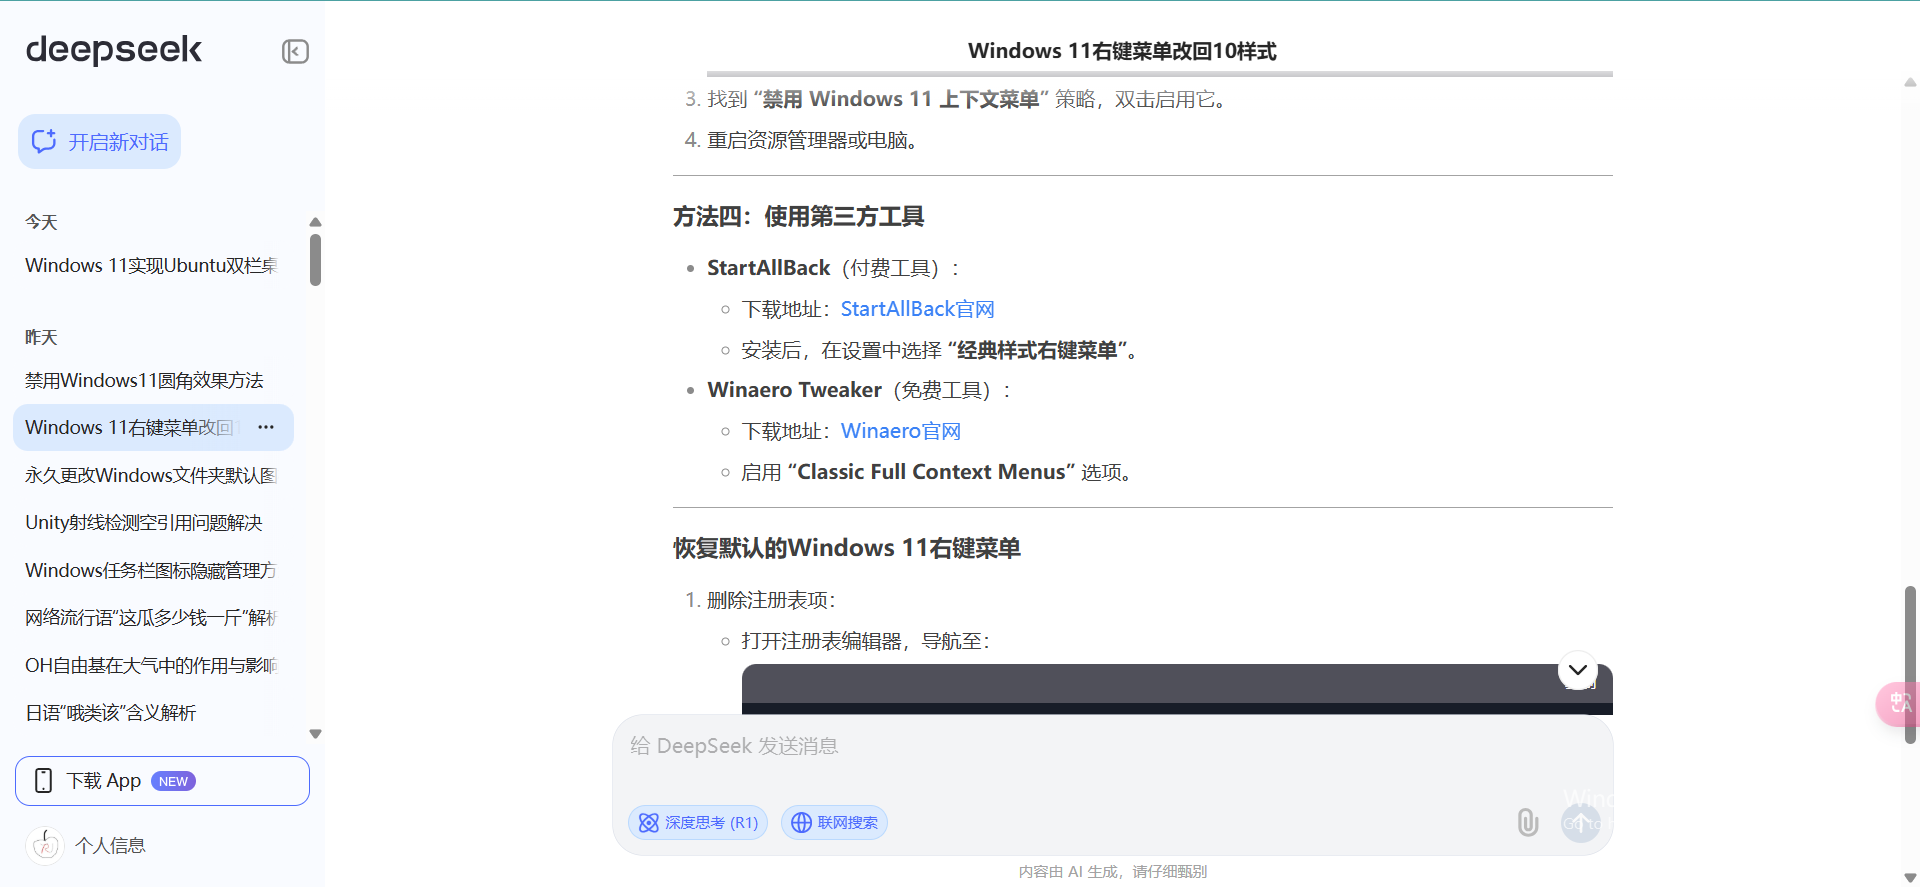 deepseek
开启新对话
今天
Windows 11实现Ubuntu双栏桌
昨天
禁用Windows11圆角效果方法
Windows 11右键菜单改回
永久更改Windows文件夹默认图
Unity射线检测空引用问题解决
Windows任务栏图标隐藏管理方
网络流行语“这瓜多少钱一斤”解析
OH自由基在大气中的作用与影响
日语“哦类该”含义解析
下载 App NEW
个人信息
Windows 11右键菜单改回10样式
3. 找到 “禁用 Windows 11 上下文菜单” 策略，双击启用它。
4. 重启资源管理器或电脑。
方法四：使用第三方工具
StartAllBack（付费工具）：
下载地址：StartAllBack官网
安装后，在设置中选择 “经典样式右键菜单”。
Winaero Tweaker（免费工具）：
下载地址：Winaero官网
启用 “Classic Full Context Menus” 选项。
恢复默认的Windows 11右键菜单
1. 删除注册表项：
打开注册表编辑器，导航至：
给 DeepSeek 发送消息
深度思考 (R1)
联网搜索
Wind
Go to
内容由 AI 生成，请仔细甄别